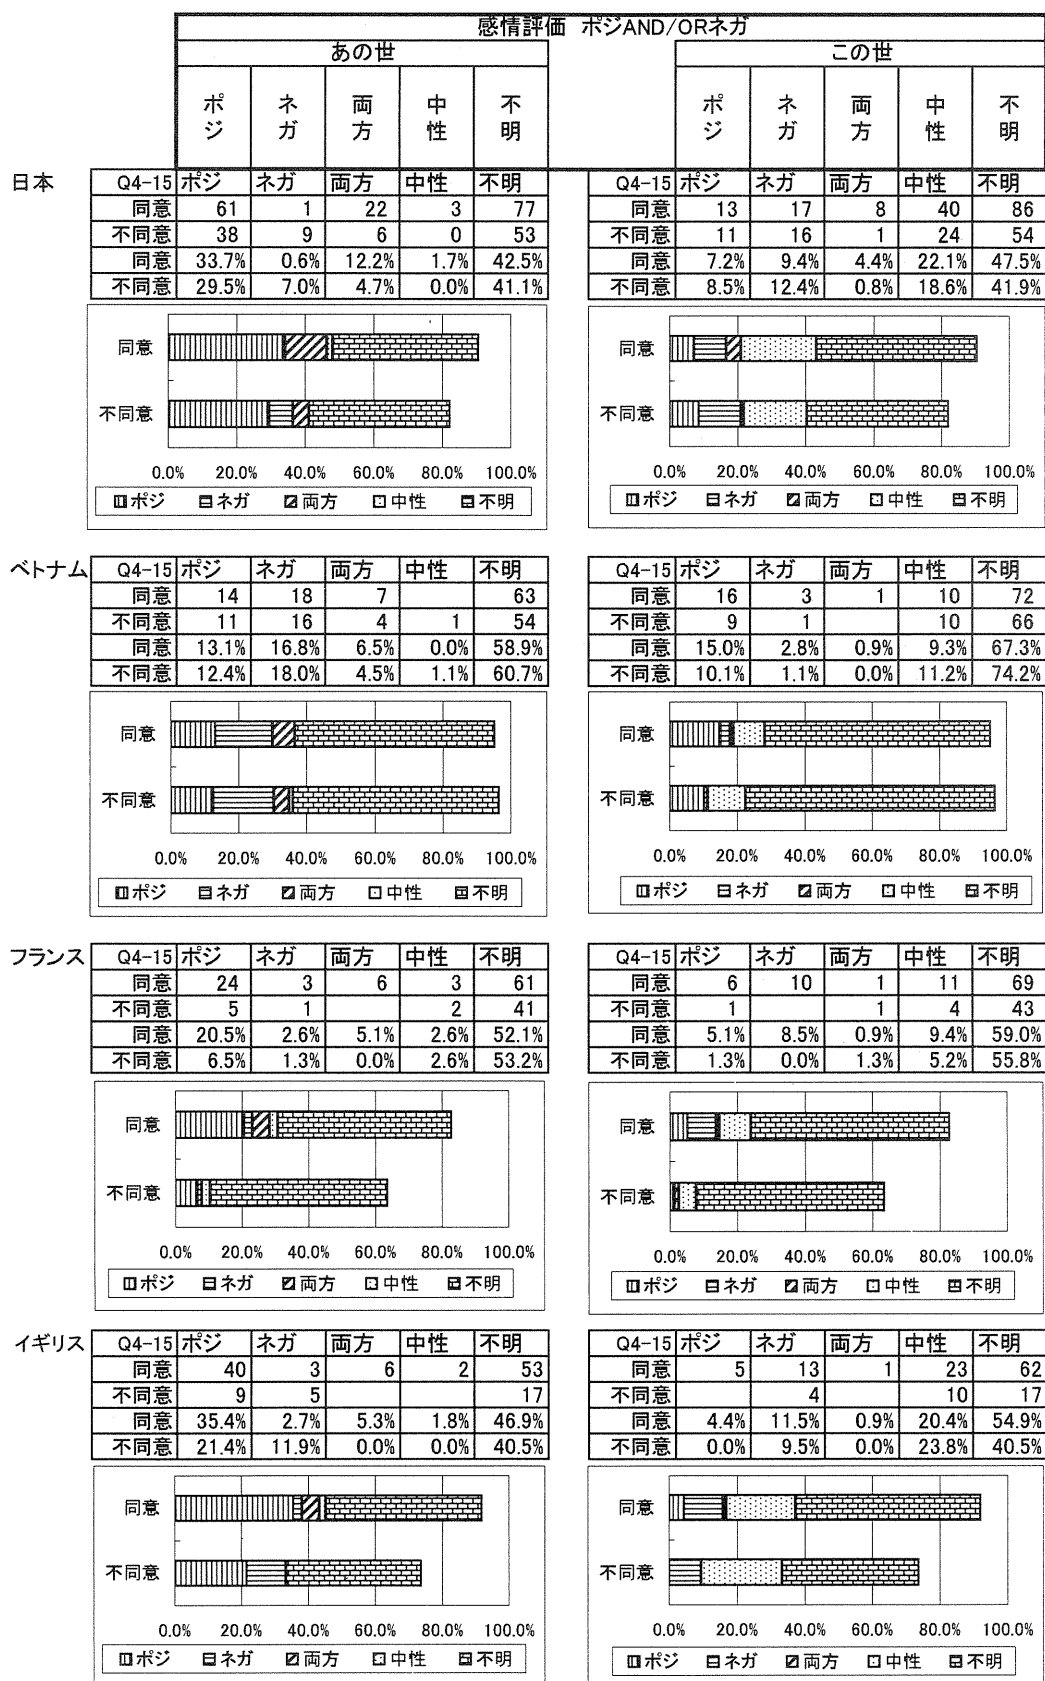 感情評価 ポジAND/ORネガ
あの世 この世
ポジ ネガ 両方 中性 不明 ポジ ネガ 両方 中性 不明
日本
Q4-15 ポジ ネガ 両方 中性 不明
同意 61 1 22 3 77
不同意 38 9 6 0 53
同意 33.7% 0.6% 12.2% 1.7% 42.5%
不同意 29.5% 7.0% 4.7% 0.0% 41.1%
Q4-15 ポジ ネガ 両方 中性 不明
同意 13 17 8 40 86
不同意 11 16 1 24 54
同意 7.2% 9.4% 4.4% 22.1% 47.5%
不同意 8.5% 12.4% 0.8% 18.6% 41.9%
同意
不同意
0.0% 20.0% 40.0% 60.0% 80.0% 100.0%
ポジ ネガ 両方 中性 不明
同意
不同意
0.0% 20.0% 40.0% 60.0% 80.0% 100.0%
ポジ ネガ 両方 中性 不明
ベトナム
Q4-15 ポジ ネガ 両方 中性 不明
同意 14 18 7 63
不同意 11 16 4 1 54
同意 13.1% 16.8% 6.5% 0.0% 58.9%
不同意 12.4% 18.0% 4.5% 1.1% 60.7%
Q4-15 ポジ ネガ 両方 中性 不明
同意 16 3 1 10 72
不同意 9 1 10 66
同意 15.0% 2.8% 0.9% 9.3% 67.3%
不同意 10.1% 1.1% 0.0% 11.2% 74.2%
同意
不同意
0.0% 20.0% 40.0% 60.0% 80.0% 100.0%
ポジ ネガ 両方 中性 不明
同意
不同意
0.0% 20.0% 40.0% 60.0% 80.0% 100.0%
ポジ ネガ 両方 中性 不明
フランス
Q4-15 ポジ ネガ 両方 中性 不明
同意 24 3 6 3 61
不同意 5 1 2 41
同意 20.5% 2.6% 5.1% 2.6% 52.1%
不同意 6.5% 1.3% 0.0% 2.6% 53.2%
Q4-15 ポジ ネガ 両方 中性 不明
同意 6 10 1 11 69
不同意 1 1 4 43
同意 5.1% 8.5% 0.9% 9.4% 59.0%
不同意 1.3% 0.0% 1.3% 5.2% 55.8%
同意
不同意
0.0% 20.0% 40.0% 60.0% 80.0% 100.0%
ポジ ネガ 両方 中性 不明
同意
不同意
0.0% 20.0% 40.0% 60.0% 80.0% 100.0%
ポジ ネガ 両方 中性 不明
イギリス
Q4-15 ポジ ネガ 両方 中性 不明
同意 40 3 6 2 53
不同意 9 5 17
同意 35.4% 2.7% 5.3% 1.8% 46.9%
不同意 21.4% 11.9% 0.0% 0.0% 40.5%
Q4-15 ポジ ネガ 両方 中性 不明
同意 5 13 1 23 62
不同意 4 10 17
同意 4.4% 11.5% 0.9% 20.4% 54.9%
不同意 0.0% 9.5% 0.0% 23.8% 40.5%
同意
不同意
0.0% 20.0% 40.0% 60.0% 80.0% 100.0%
ポジ ネガ 両方 中性 不明
同意
不同意
0.0% 20.0% 40.0% 60.0% 80.0% 100.0%
ポジ ネガ 両方 中性 不明